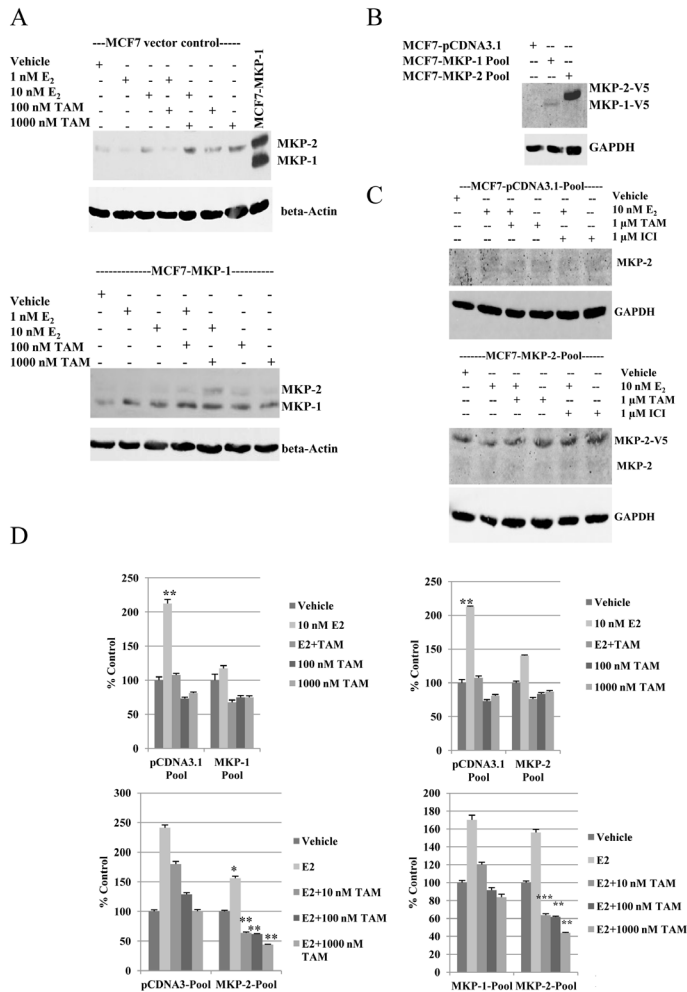 A
---MCF7 vector control-----
MCF7-MKP-1
Vehicle + - - - - - -
1 nM E2 - + - + - - -
10 nM E2 - - + - + - -
100 nM TAM - - - + - + -
1000 nM TAM - - - - + - +
MKP-2
MKP-1
beta-Actin
-------------MCF7-MKP-1----------
Vehicle + - - - - - -
1 nM E2 - + - + - - -
10 nM E2 - - + - + - -
100 nM TAM - - - + - + -
1000 nM TAM - - - - + - +
MKP-2
MKP-1
beta-Actin
B
MCF7-pCDNA3.1 + -- --
MCF7-MKP-1 Pool -- + --
MCF7-MKP-2 Pool -- -- +
MKP-2-V5
MKP-1-V5
GAPDH
C
---MCF7-pCDNA3.1-Pool-----
+ -- -- -- -- -- Vehicle
-- + + -- + -- 10 nM E2
-- -- + + -- -- 1 µM TAM
-- -- -- -- + + 1 µM ICI
MKP-2
GAPDH
-------MCF7-MKP-2-Pool------
+ -- -- -- -- -- Vehicle
-- + + -- + -- 10 nM E2
-- -- + + -- -- 1 µM TAM
-- -- -- -- + + 1 µM ICI
MKP-2-V5
MKP-2
GAPDH
D
% Control
250
200
150
100
50
0
**
pCDNA3.1 Pool
MKP-1 Pool
Vehicle
10 nM E2
E2+TAM
100 nM TAM
1000 nM TAM
% Control
250
200
150
100
50
0
**
pCDNA3.1 Pool
MKP-2 Pool
Vehicle
10 nM E2
E2+TAM
100 nM TAM
1000 nM TAM
% Control
300
250
200
150
100
50
0
*
**
**
**
pCDNA3-Pool
MKP-2-Pool
Vehicle
E2
E2+10 nM TAM
E2+100 nM TAM
E2+1000 nM
TAM
% Control
200
180
160
140
120
100
80
60
40
20
0
***
**
**
MKP-1-Pool
MKP-2-Pool
Vehicle
E2
E2+10 nM TAM
E2+100 nM TAM
E2+1000 nM TAM